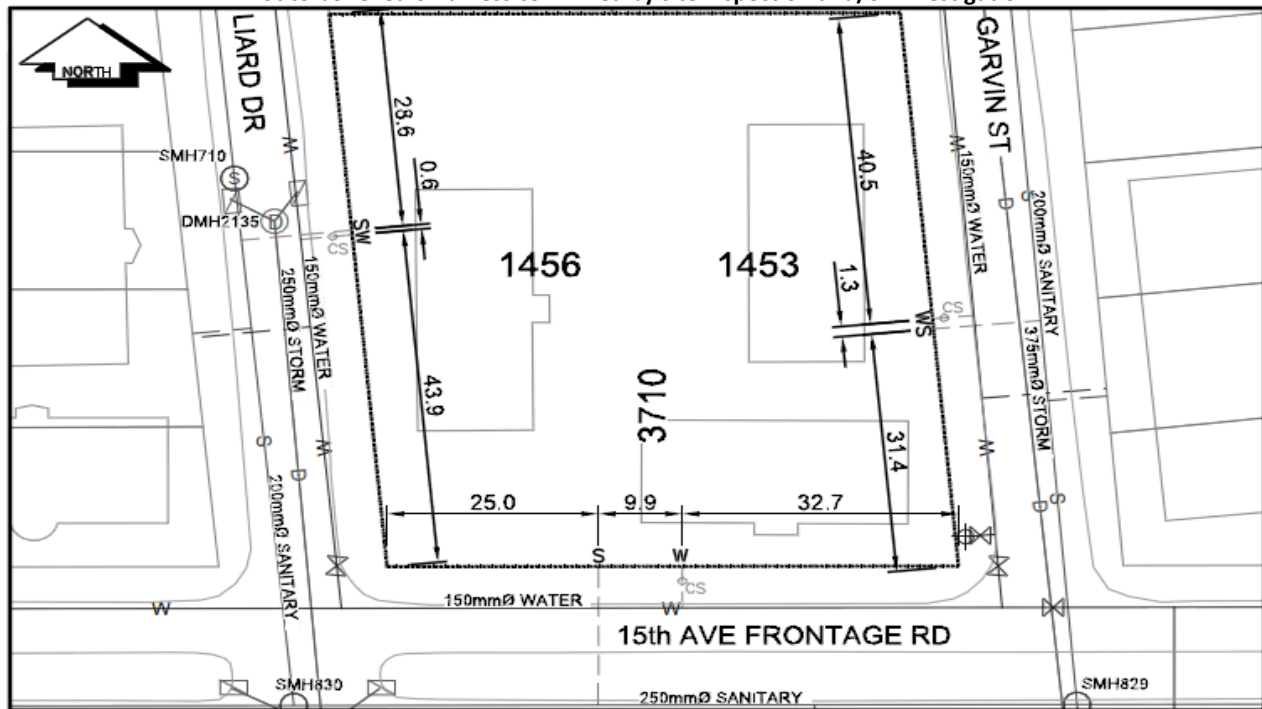 NORTH
LIARD DR
GARVIN ST
SMH710
DMH2135
M
28.6
0.6
SW
CS
43.9
1456
1453
3710
40.5
1.3
WS
CS
31.4
M
150mmØ WATER
S
D
200mmØ SANITARY
375mmØ STORM
150mmØ WATER
250mmØ STORM
S
D
M
200mmØ SANITARY
M
D
S
25.0
9.9
32.7
S
W
CS
W
150mmØ WATER
W
15th AVE FRONTAGE RD
SMH830
250mmØ SANITARY
SMH829